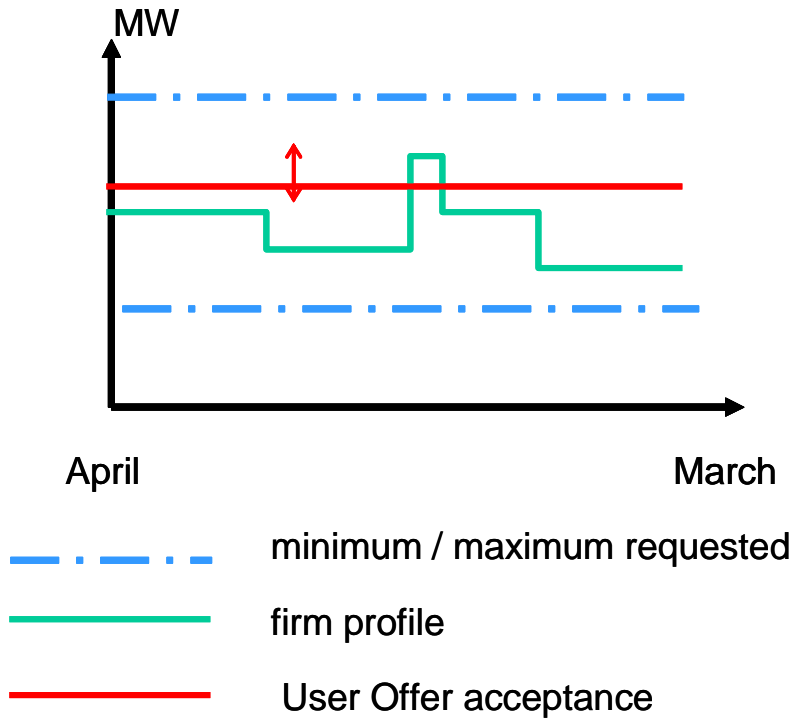 MW
April
March
minimum / maximum requested
firm profile
User Offer acceptance